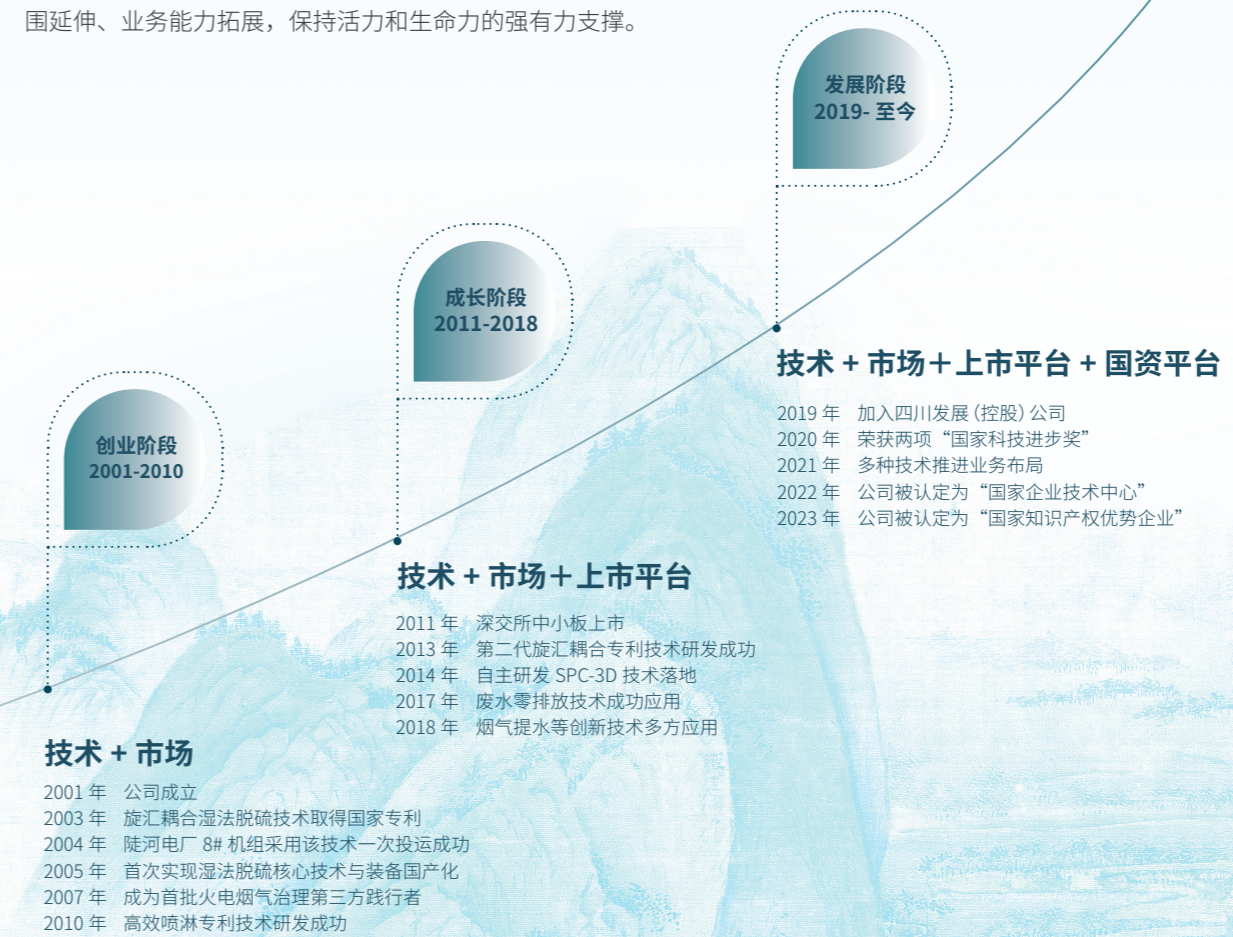 围延伸、业务能力拓展，保持活力和生命力的强有力支撑。
发展阶段
2019- 至今
技术 + 市场＋上市平台 + 国资平台
2019 年 加入四川发展（控股）公司
2020 年 荣获两项“国家科技进步奖”
2021 年 多种技术推进业务布局
2022 年 公司被认定为“国家企业技术中心”
2023 年 公司被认定为“国家知识产权优势企业”
成长阶段
2011-2018
技术 + 市场＋上市平台
2011 年 深交所中小板上市
2013 年 第二代旋汇耦合专利技术研发成功
2014 年 自主研发 SPC-3D 技术落地
2017 年 废水零排放技术成功应用
2018 年 烟气提水等创新技术多方应用
创业阶段
2001-2010
技术 + 市场
2001 年 公司成立
2003 年 旋汇耦合湿法脱硫技术取得国家专利
2004 年 陡河电厂 8# 机组采用该技术一次投运成功
2005 年 首次实现湿法脱硫核心技术与装备国产化
2007 年 成为首批火电烟气治理第三方践行者
2010 年 高效喷淋专利技术研发成功